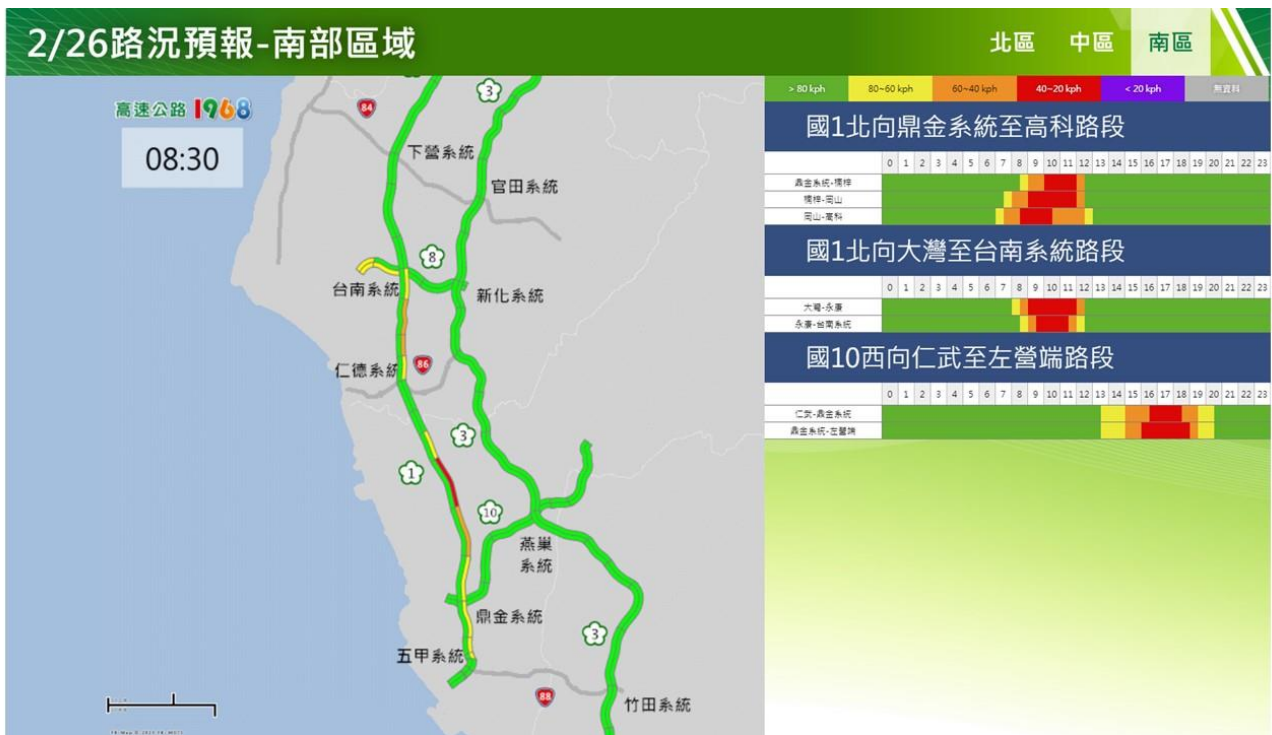 2/26路況預報-南部區域
北區 中區 南區
高速公路 1968
08:30
84
3
下營系統
官田系統
8
台南系統
新化系統
仁德系統
86
3
1
10
燕巢
系統
鼎金系統
3
五甲系統
88
竹田系統
> 80 kph 80~60 kph 60~40 kph 40~20 kph < 20 kph 無資料
國1北向鼎金系統至高科路段
0 1 2 3 4 5 6 7 8 9 10 11 12 13 14 15 16 17 18 19 20 21 22 23
鼎金系統-楠梓
楠梓-岡山
岡山-高科
國1北向大灣至台南系統路段
0 1 2 3 4 5 6 7 8 9 10 11 12 13 14 15 16 17 18 19 20 21 22 23
大灣-永康
永康-台南系統
國10西向仁武至左營端路段
0 1 2 3 4 5 6 7 8 9 10 11 12 13 14 15 16 17 18 19 20 21 22 23
仁武-鼎金系統
鼎金系統-左營端